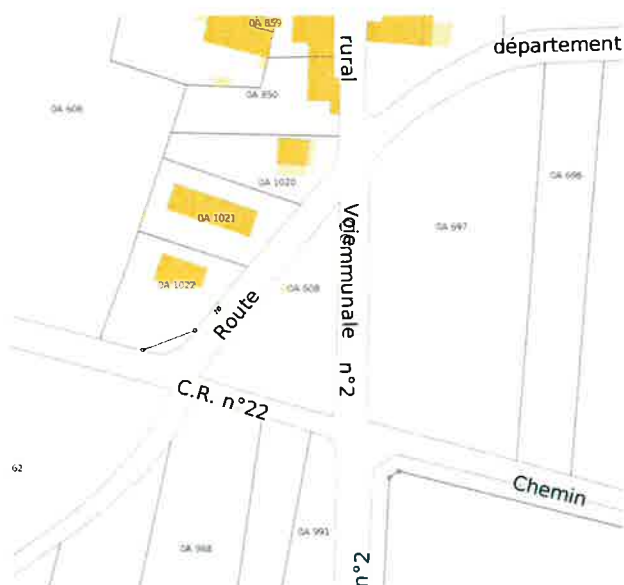 0A 859
rural
département
0A 850
0A 608
0A 696
0A 1020
0A 1021
Voie
Communale n°2
0A 697
0A 1022
0A 608
Route
C.R. n°22
62
Chemin
0A 988
0A 991
n°2